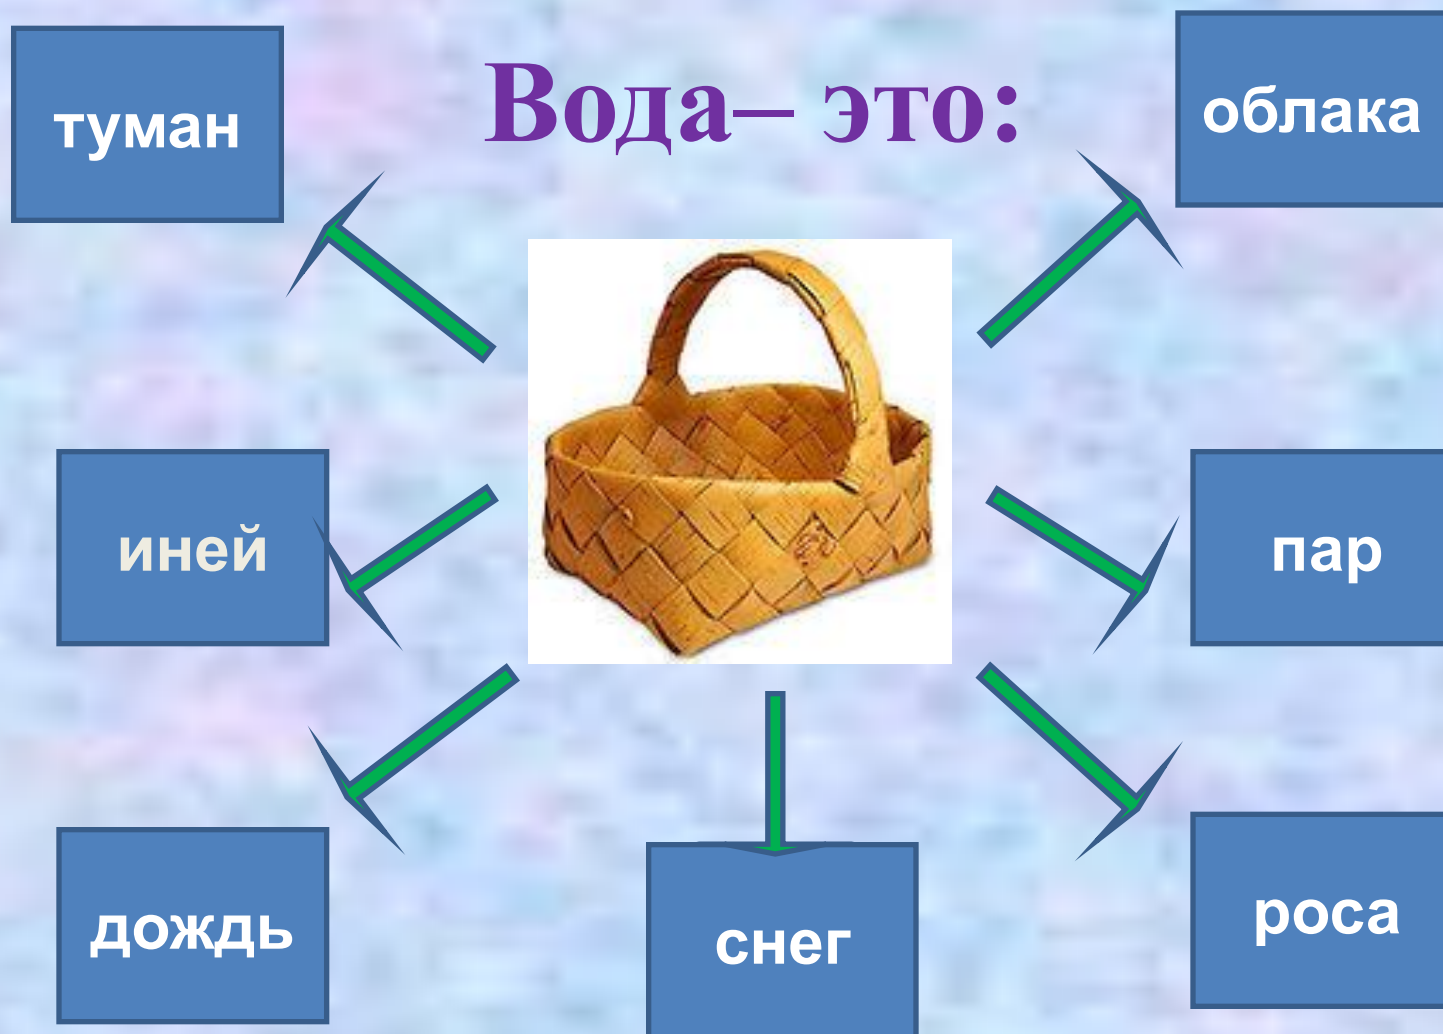 Вода– это:
туман
облака
иней
пар
дождь
снег
роса